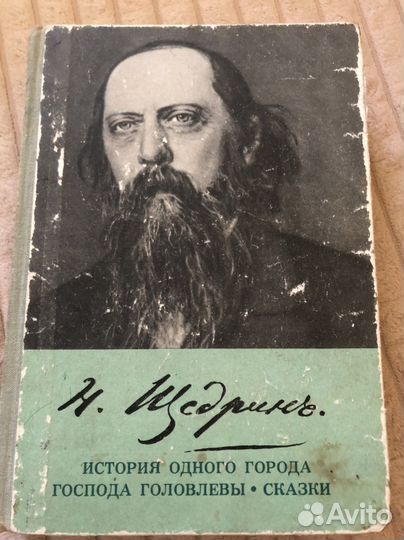 Н. Щедринъ.
ИСТОРИЯ ОДНОГО ГОРОДА
ГОСПОДА ГОЛОВЛЕВЫ • СКАЗКИ
Avito